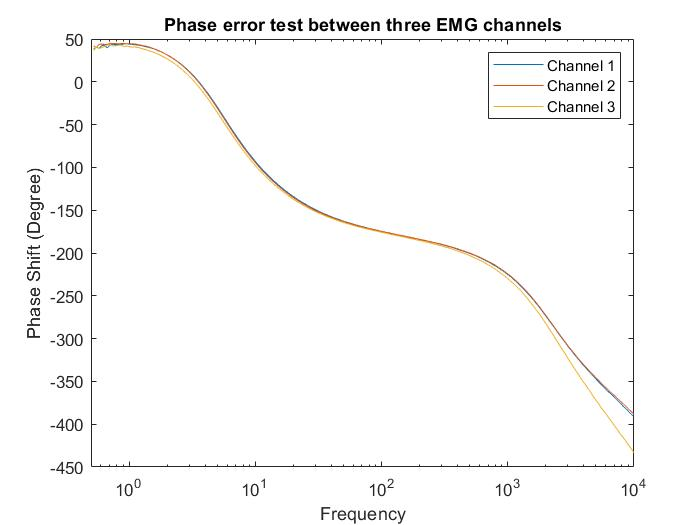 Phase error test between three EMG channels
Channel 1
Channel 2
Channel 3
Phase Shift (Degree)
50
0
-50
-100
-150
-200
-250
-300
-350
-400
-450
10^0 10^1 10^2 10^3 10^4
Frequency